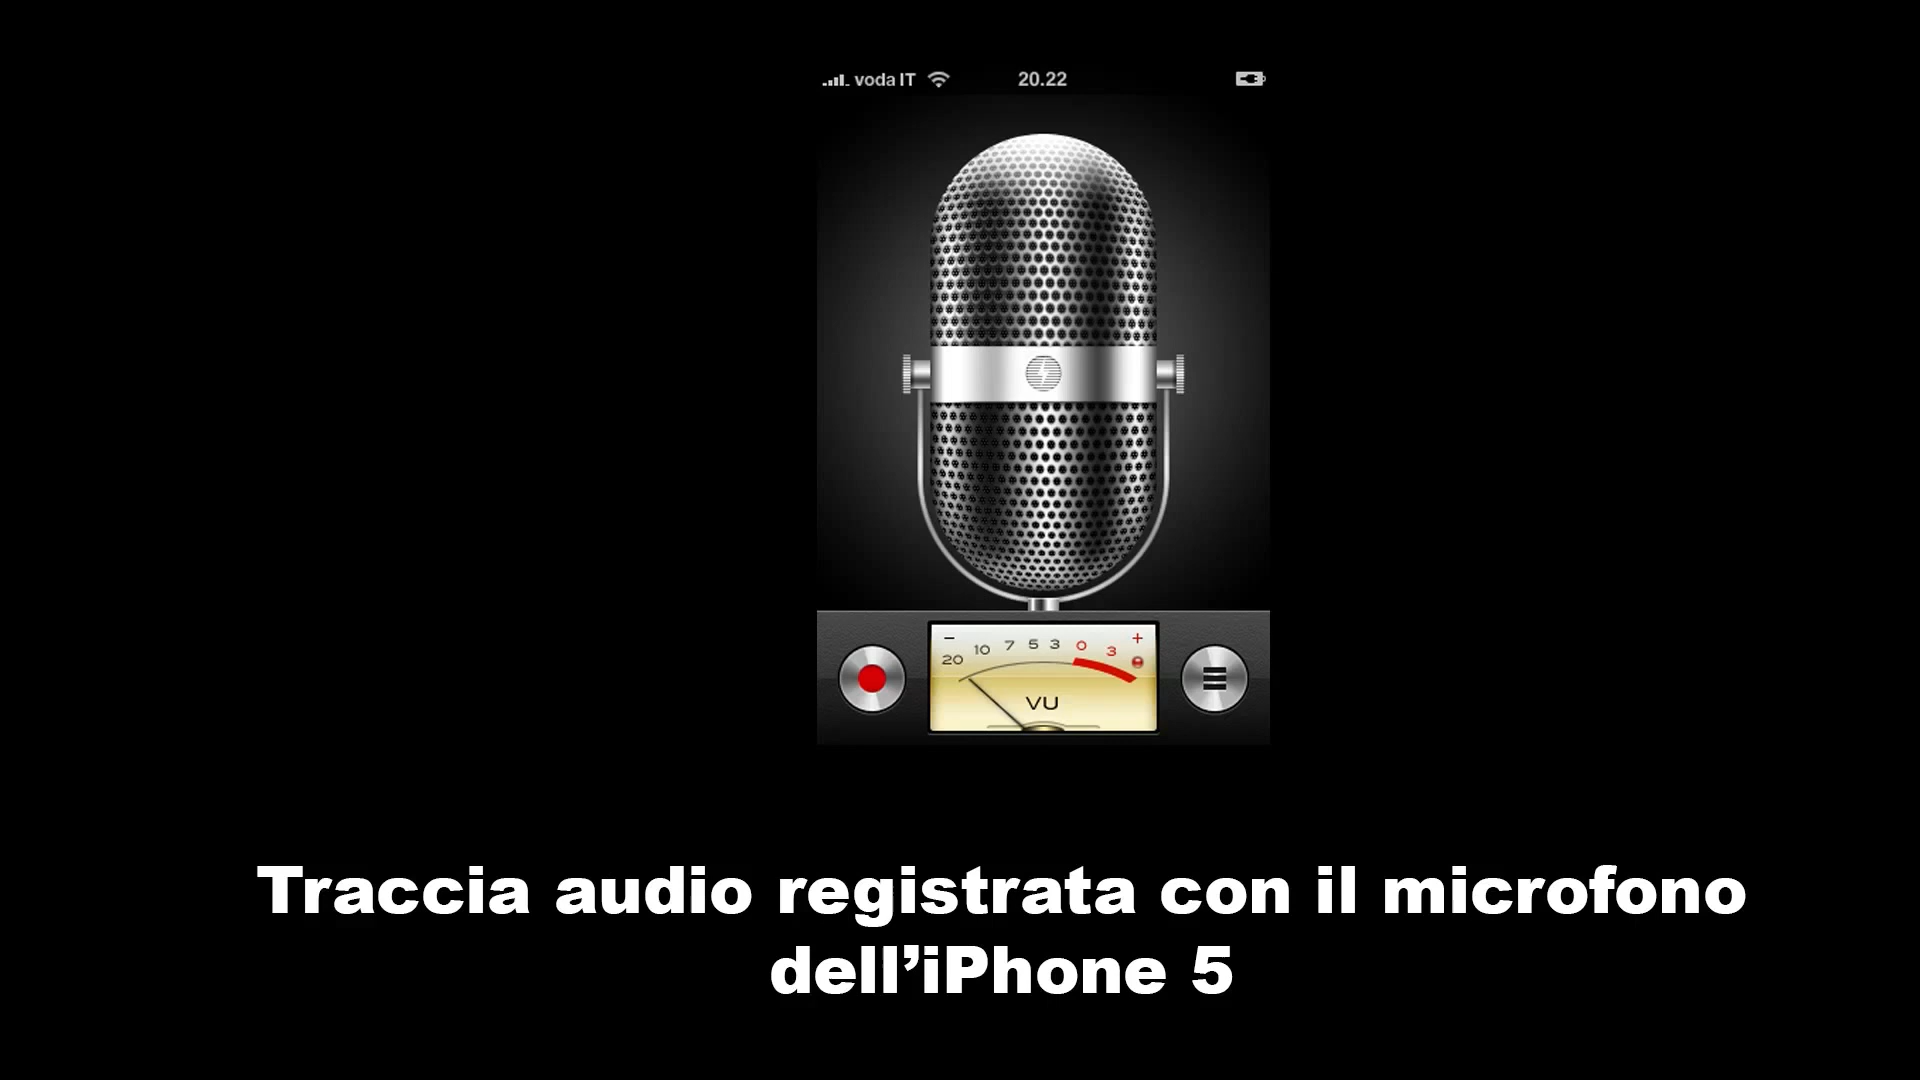 voda IT 20.22
− 20 10 7 5 3 0 3 +
VU
Traccia audio registrata con il microfono
dell’iPhone 5